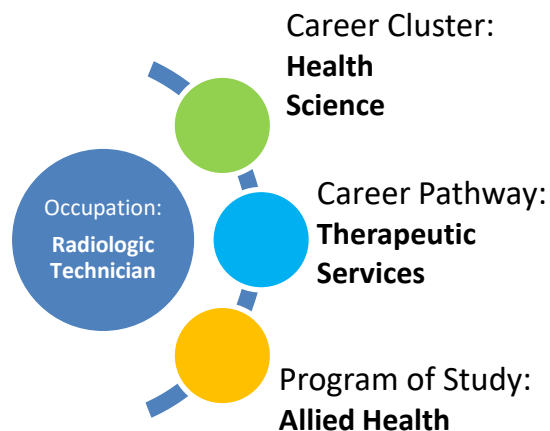 Career Cluster:
Health
Science
Occupation:
Radiologic
Technician
Career Pathway:
Therapeutic
Services
Program of Study:
Allied Health